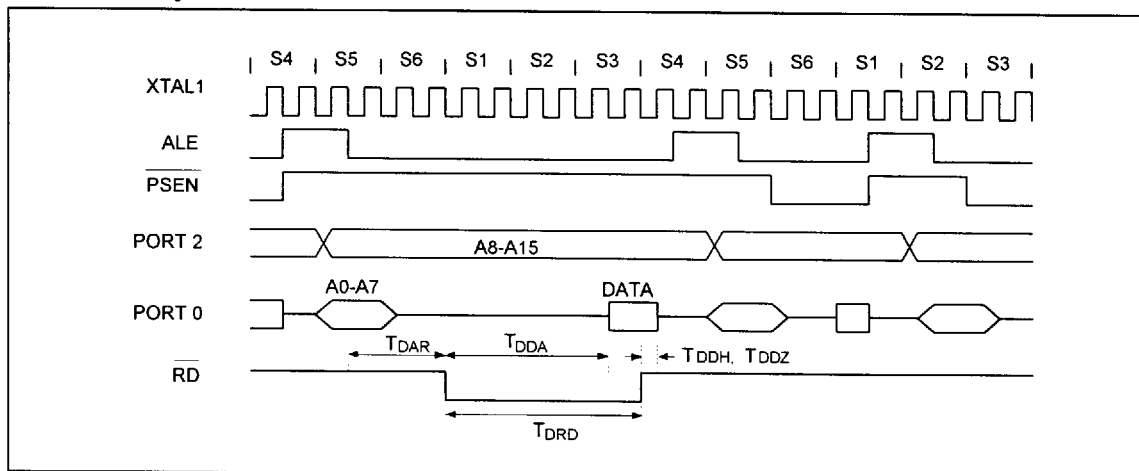 S4 S5 S6 S1 S2 S3 S4 S5 S6 S1 S2 S3
XTAL1
ALE
PSEN
PORT 2
A8-A15
A0-A7
DATA
PORT 0
TDAR
TDDA
TDDH, TDDZ
RD
TDRD